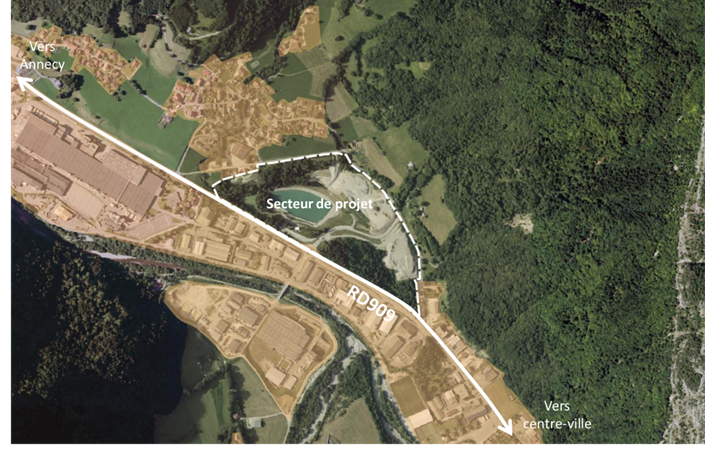 Vers
Annecy
Secteur de projet
RD909
Vers
centre-ville